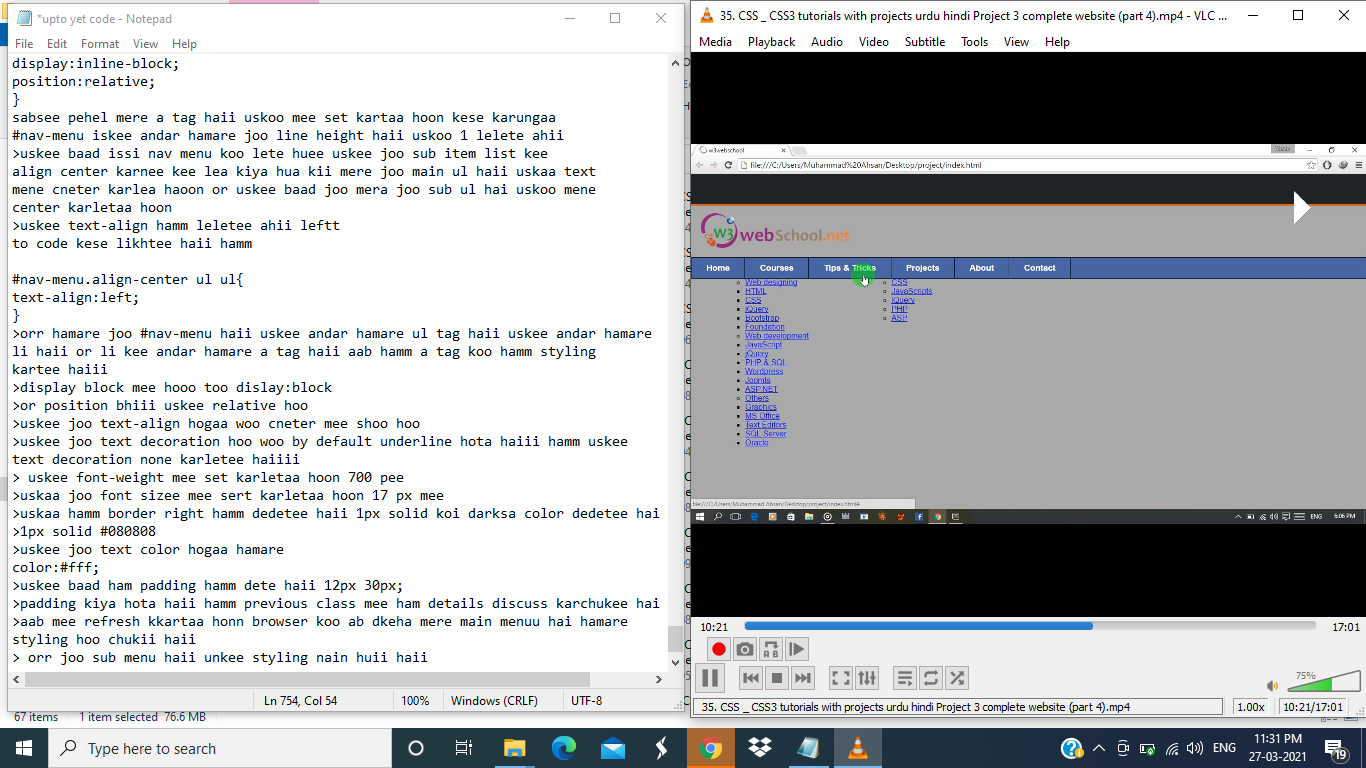 *upto yet code - Notepad
File Edit Format View Help
display:inline-block;
position:relative;
}
sabsee pehel mere a tag haii uskoo mee set kartaa hoon kese karungaa
#nav-menu iskee andar hamare joo line height haii uskoo 1 lelete ahii
>uskee baad issi nav menu koo lete huee uskee joo sub item list kee
align center karnee kee lea kiya hua kii mere joo main ul haii uskaa text
mene cneter karlea haoon or uskee baad joo mera joo sub ul hai uskoo mene
center karletaa hoon
>uskee text-align hamm leletee ahii leftt
to code kese likhtee haii hamm
#nav-menu.align-center ul ul{
text-align:left;
}
>orr hamare joo #nav-menu haii uskee andar hamare ul tag haii uskee andar hamare
li haii or li kee andar hamare a tag haii aab hamm a tag koo hamm styling
kartee haiii
>display block mee hooo too dislay:block
>or position bhiii uskee relative hoo
>uskee joo text-align hogaa woo cneter mee shoo hoo
>uskee joo text decoration hoo woo by default underline hota haiii hamm uskee
text decoration none karletee haiiii
> uskee font-weight mee set karletaa hoon 700 pee
>uskaa joo font sizee mee sert karletaa hoon 17 px mee
>uskaa hamm border right hamm dedetee haii 1px solid koi darksa color dedetee hai
>1px solid #080808
>uskee joo text color hogaa hamare
color:#fff;
>uskee baad ham padding hamm dete haii 12px 30px;
>padding kiya hota haii hamm previous class mee ham details discuss karchukee hai
>aab mee refresh kkartaa honn browser koo ab dkeha mere main menuu hai hamare
styling hoo chukii haii
> orr joo sub menu haii unkee styling nain huii haii
Ln 754, Col 54 100% Windows (CRLF) UTF-8
67 items 1 item selected 76.6 MB
35. CSS _ CSS3 tutorials with projects urdu hindi Project 3 complete website (part 4).mp4 - VLC ...
Media Playback Audio Video Subtitle Tools View Help
w3webschool
file:///C:/Users/Muhammad%20Ahsan/Desktop/project/index.html
W3 webSchool.net
Home Courses Tips & Tricks Projects About Contact
Web designing
HTML
CSS
jQuery
Bootstrap
Foundation
Web development
JavaScript
jQuery
PHP & SQL
Wordpress
Joomla
ASP.NET
Others
Graphics
MS Office
Text Editors
SQL Server
Oracle
CSS
JavaScripts
jQuery
PHP
ASP
file:///C:/Users/Muhammad Ahsan/Desktop/project/index.html#
ENG 6:06 PM
10:21 17:01
A B
75%
35. CSS _ CSS3 tutorials with projects urdu hindi Project 3 complete website (part 4).mp4 1.00x 10:21/17:01
Type here to search
ENG 11:31 PM
27-03-2021
19